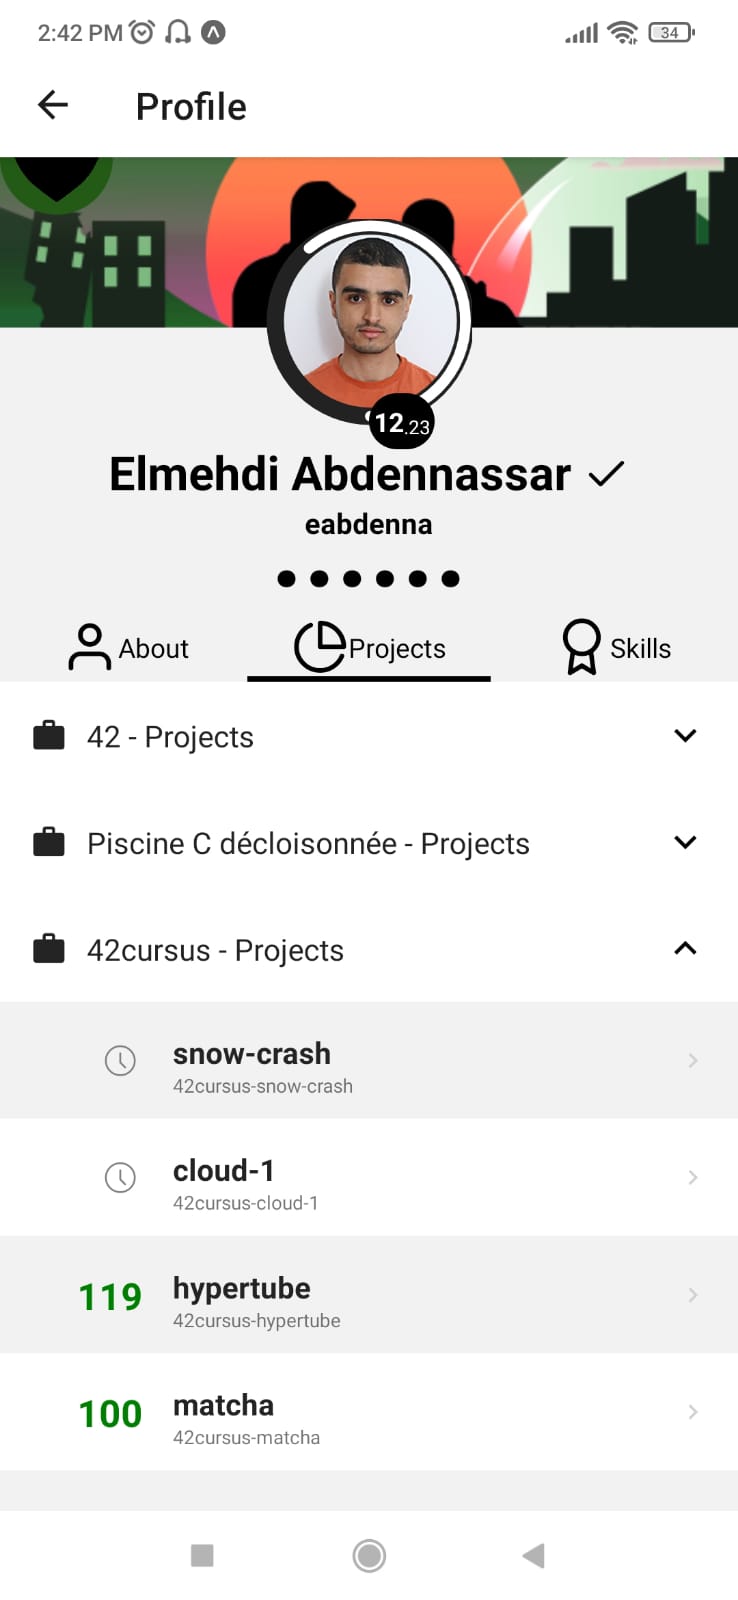 2:42 PM
34
Profile
12.23
Elmehdi Abdennassar
eabdenna
About
Projects
Skills
42 - Projects
Piscine C décloisonnée - Projects
42cursus - Projects
snow-crash
42cursus-snow-crash
cloud-1
42cursus-cloud-1
119
hypertube
42cursus-hypertube
100
matcha
42cursus-matcha